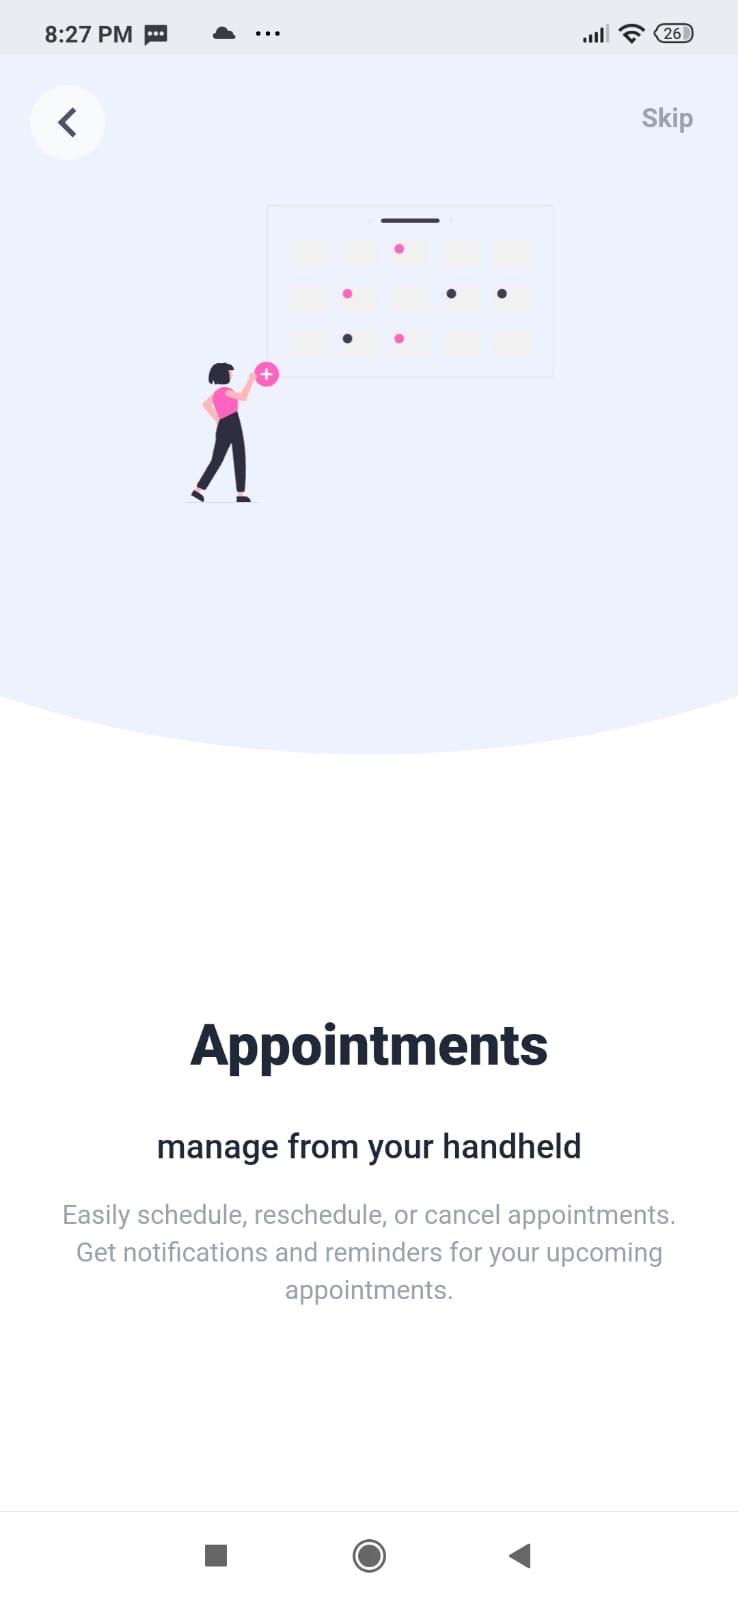 8:27 PM
26
Skip
Appointments
manage from your handheld
Easily schedule, reschedule, or cancel appointments.
Get notifications and reminders for your upcoming
appointments.